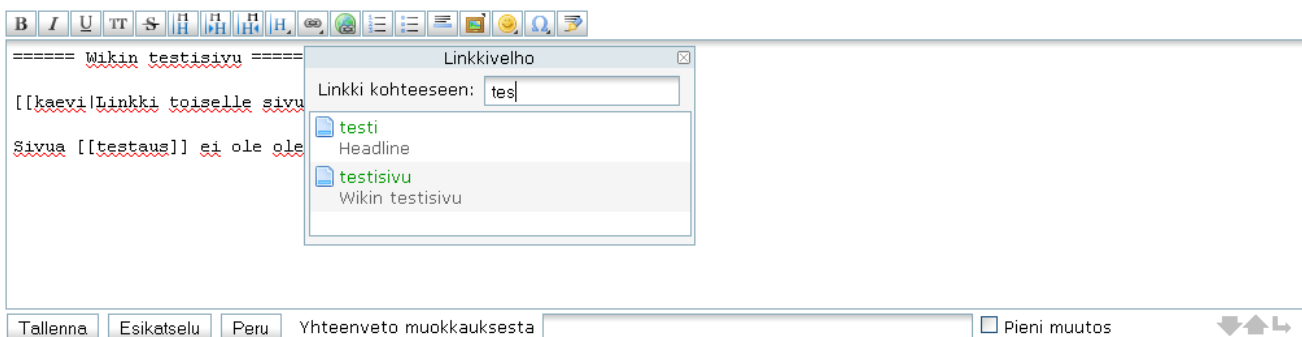 B I U TT S H H H H Ω
====== Wikin testisivu =====
Linkkivelho
[[kaevi|Linkki toiselle sivu
Linkki kohteeseen: tes
testi
Headline
Sivua [[testaus]] ei ole ole
testisivu
Wikin testisivu
Tallenna Esikatselu Peru Yhteenveto muokkauksesta Pieni muutos